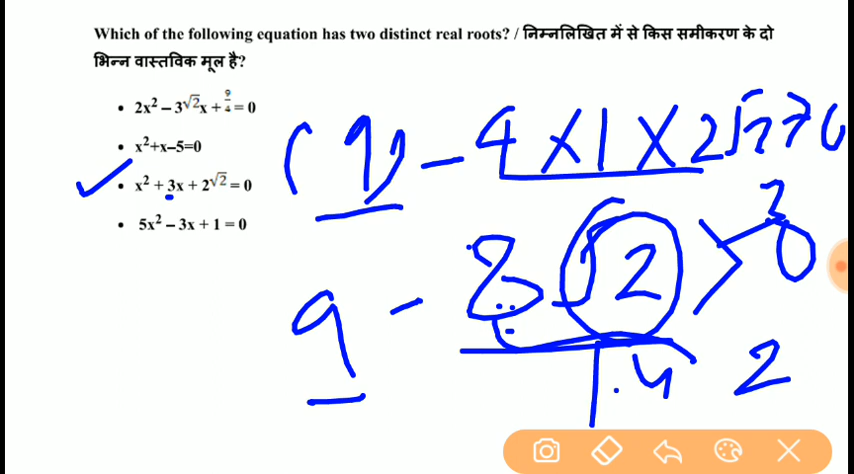 Which of the following equation has two distinct real roots? / निम्नलिखित में से किस समीकरण के दो
भिन्न वास्तविक मूल है?
• 2x² – 3^√2x + 9/4 = 0
• x²+x–5=0
• x² + 3x + 2^√2 = 0
• 5x² – 3x + 1 = 0
(9) – 4 × 1 × 2√2 > 0
9 – 8√2 > 0
1.4
2